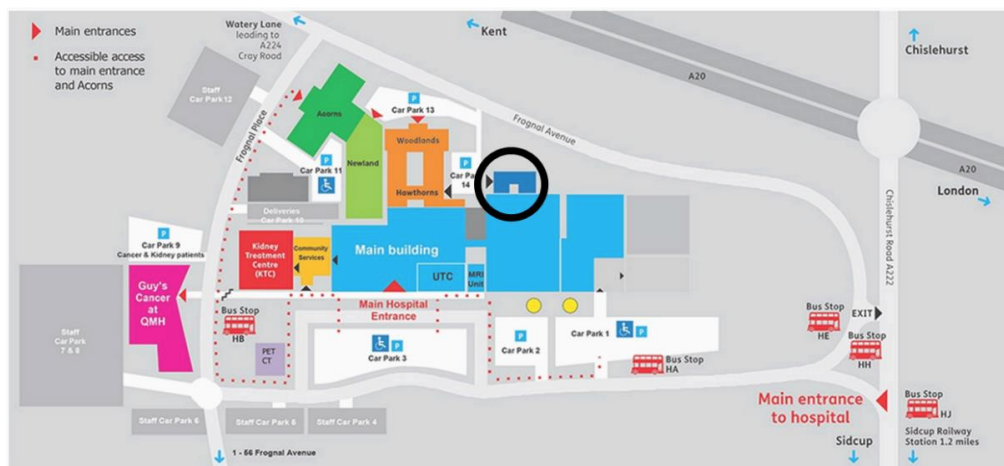 Main entrances
Accessible access
to main entrance
and Acorns
Watery Lane
leading to
A224
Cray Road
Kent
Chislehurst
A20
A20
London
Staff
Car Park 12
Frognal Place
Frognal Avenue
Chislehurst Road A222
Acorns
P
Car Park 13
Woodlands
Newland
P
Car Park 11
P
Car Park
14
Hawthorns
Deliveries
Car Park 10
P
Car Park 9
Cancer & Kidney patients
Kidney
Treatment
Centre
(KTC)
Community
Services
Main building
UTC
MRI
Unit
Guy's
Cancer
at
QMH
Main Hospital
Entrance
Bus Stop
HB
PET
CT
P
Car Park 3
P
Car Park 2
P
Car Park 1
Bus Stop
HA
Bus Stop
HE
EXIT
Bus Stop
HH
Staff
Car Park
7 & 8
Main entrance
to hospital
Bus Stop
HJ
Sidcup Railway
Station 1.2 miles
Sidcup
Staff Car Park 6
Staff Car Park 5
Staff Car Park 4
1 - 56 Frognal Avenue